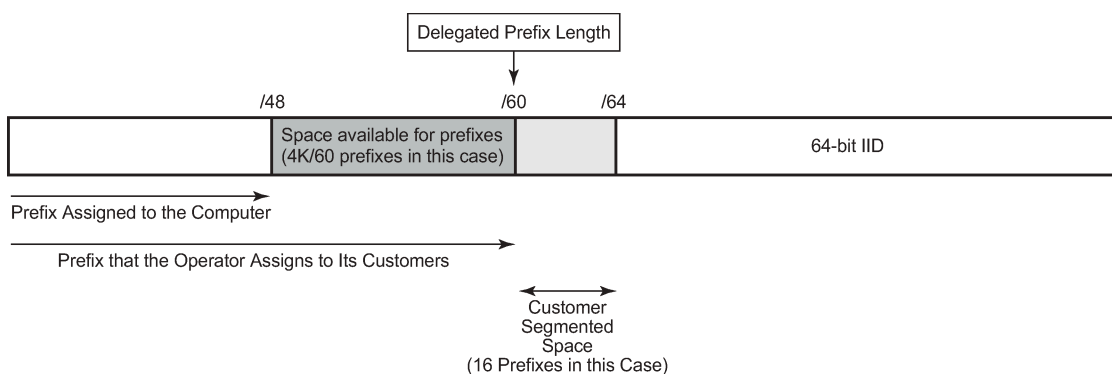 Delegated Prefix Length
/48
/60
/64
Space available for prefixes
(4K/60 prefixes in this case)
64-bit IID
Prefix Assigned to the Computer
Prefix that the Operator Assigns to Its Customers
Customer
Segmented
Space
(16 Prefixes in this Case)